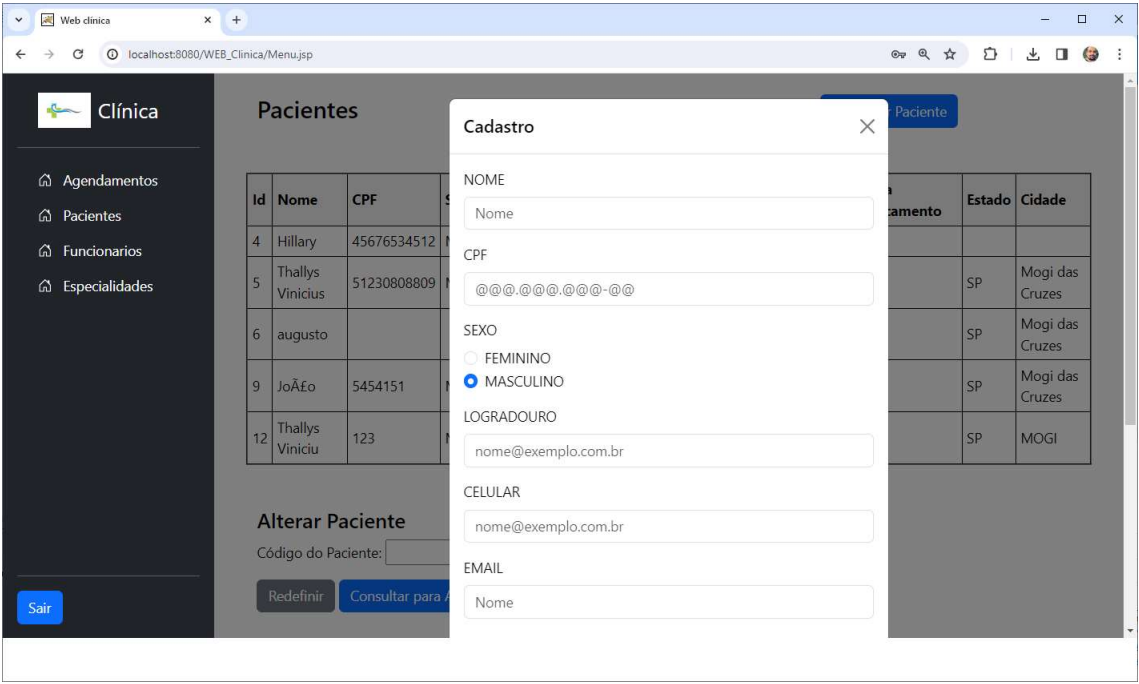 Web clínica
localhost:8080/WEB_Clinica/Menu.jsp
Clínica
Agendamentos
Pacientes
Funcionarios
Especialidades
Sair
Pacientes
Paciente
Id Nome CPF Estado Cidade
4 Hillary 45676534512
5 Thallys Vinicius 51230808809 SP Mogi das Cruzes
6 augusto SP Mogi das Cruzes
9 JoÃ£o 5454151 SP Mogi das Cruzes
12 Thallys Viniciu 123 SP MOGI
Alterar Paciente
Código do Paciente:
Redefinir Consultar para
Cadastro
NOME
Nome
CPF
@@@.@@@.@@@-@@
SEXO
FEMININO
MASCULINO
LOGRADOURO
nome@exemplo.com.br
CELULAR
nome@exemplo.com.br
EMAIL
Nome